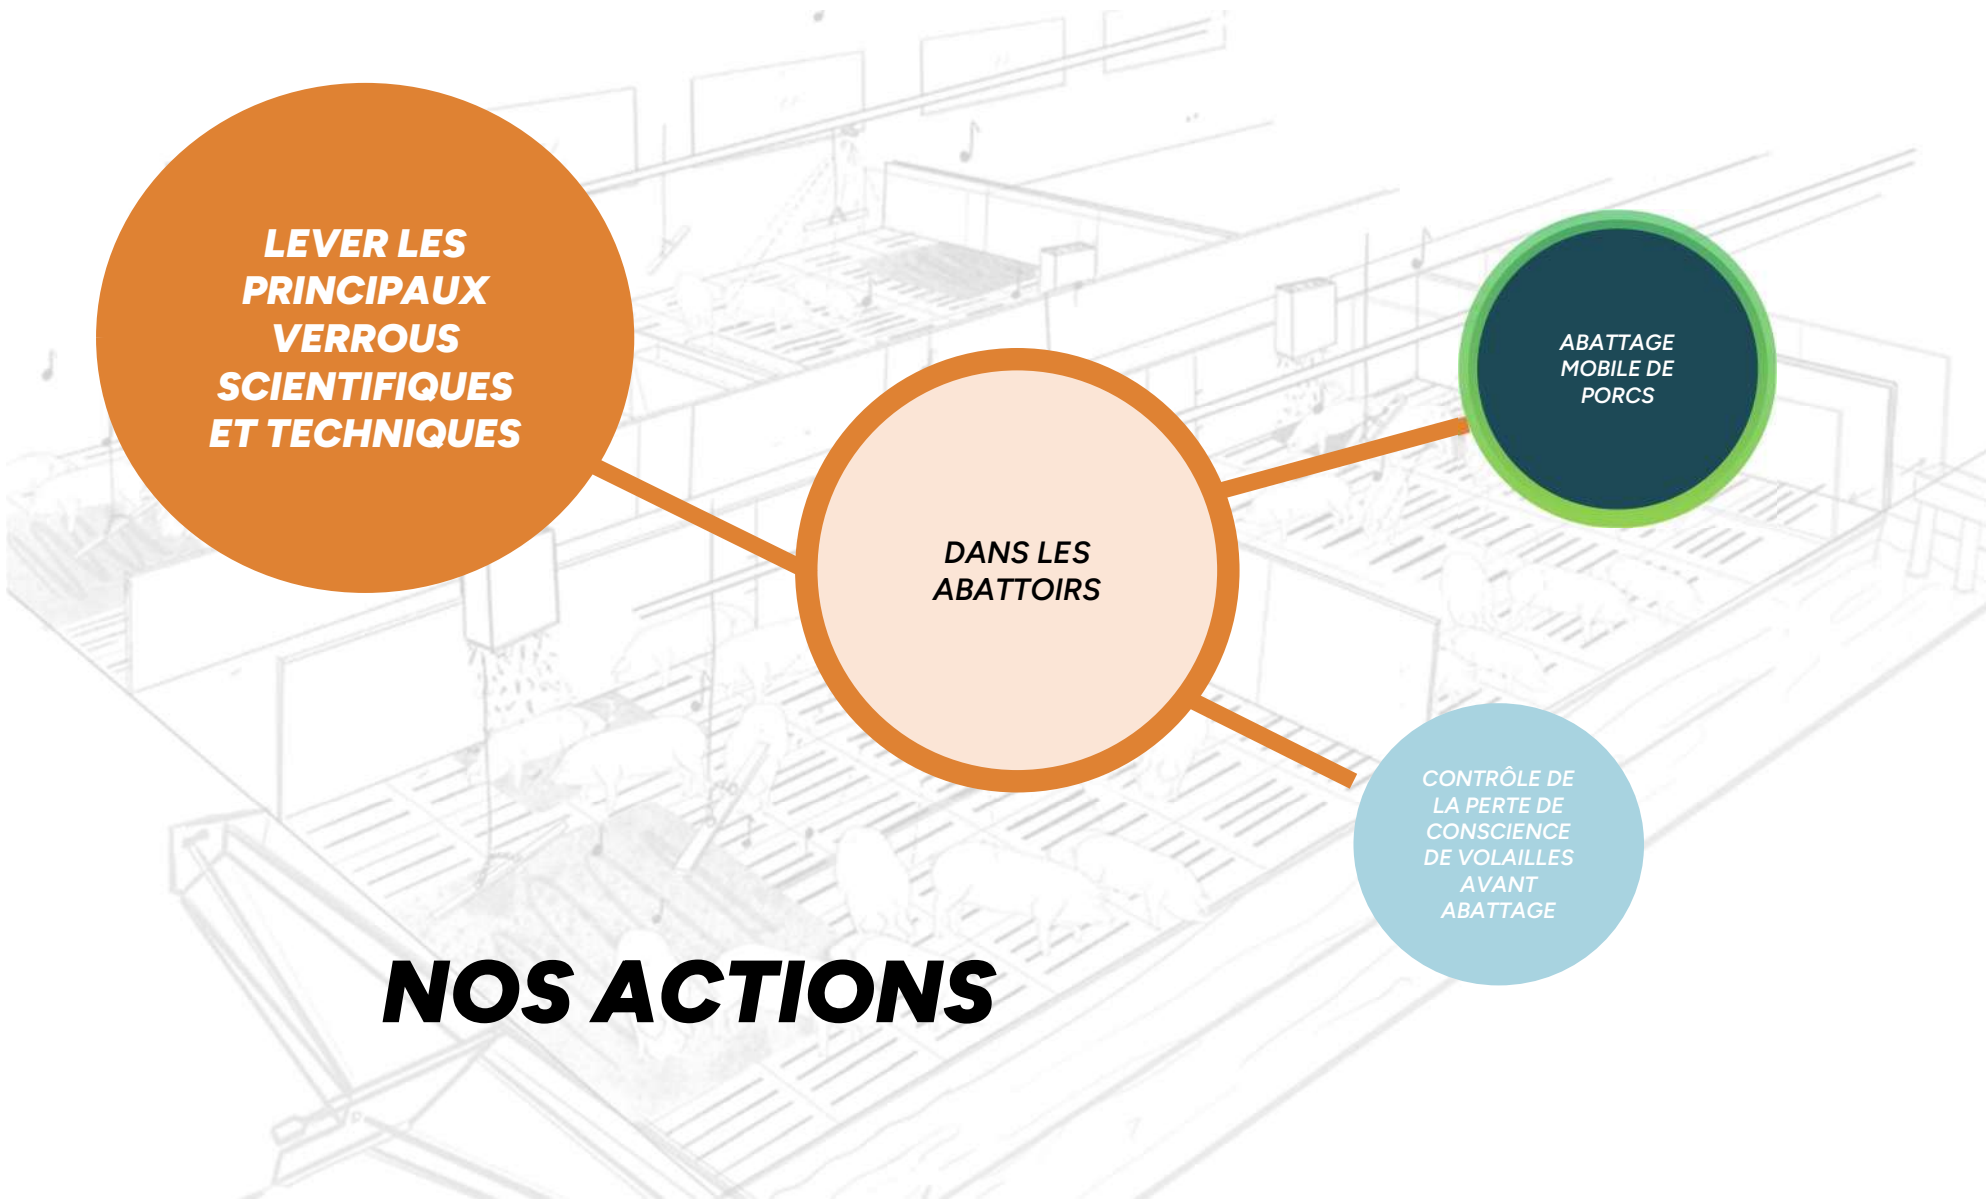 LEVER LES
PRINCIPAUX
VERROUS
SCIENTIFIQUES
ET TECHNIQUES
DANS LES
ABATTOIRS
ABATTAGE
MOBILE DE
PORCS
CONTRÔLE DE
LA PERTE DE
CONSCIENCE
DE VOLAILLES
AVANT
ABATTAGE
NOS ACTIONS